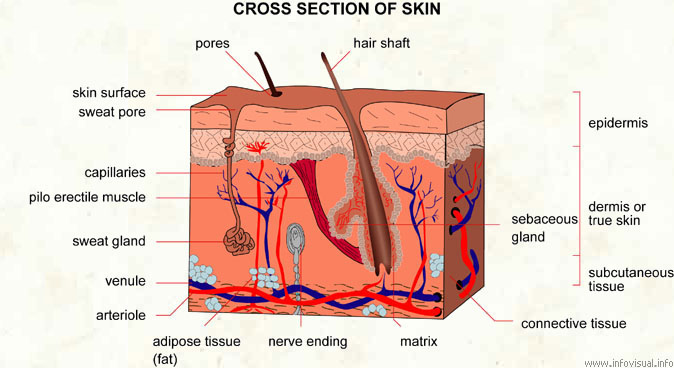 CROSS SECTION OF SKIN
pores
hair shaft
skin surface
sweat pore
epidermis
capillaries
pilo erectile muscle
sebaceous
gland
dermis or
true skin
sweat gland
venule
subcutaneous
tissue
arteriole
connective tissue
adipose tissue
(fat)
nerve ending
matrix
www.infovisual.info